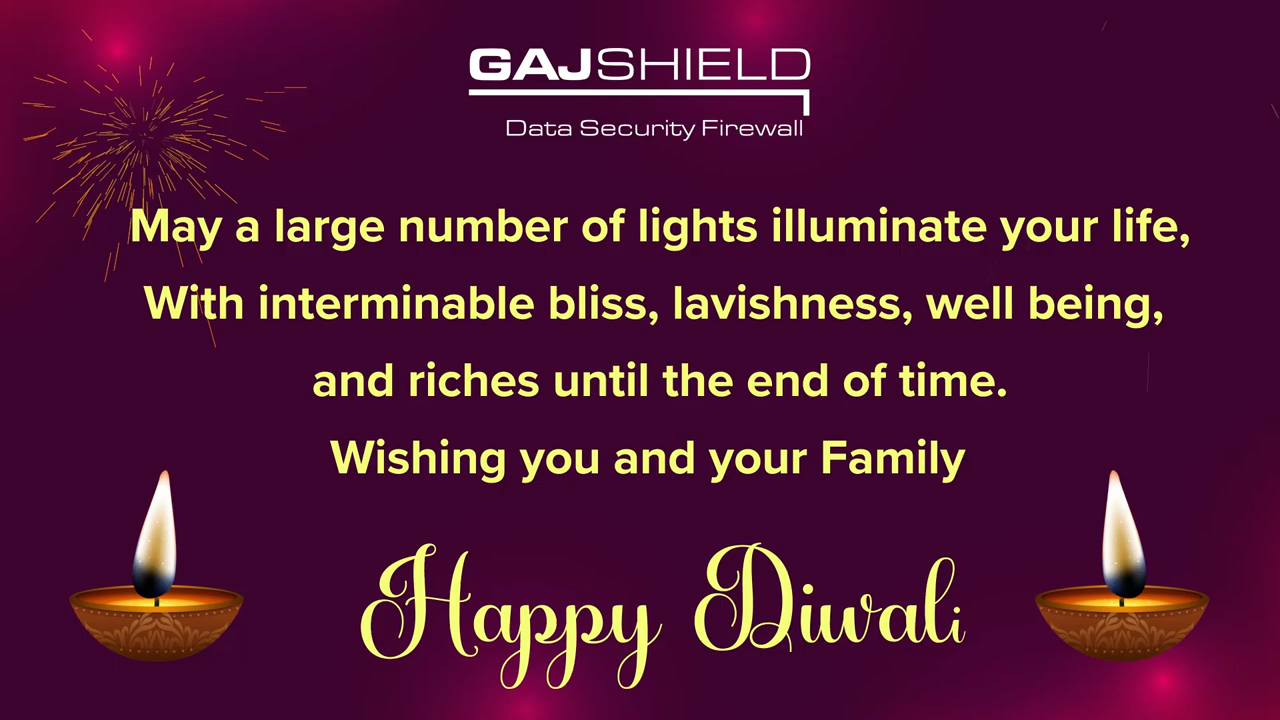 GAJSHIELD
Data Security Firewall
May a large number of lights illuminate your life,
With interminable bliss, lavishness, well being,
and riches until the end of time.
Wishing you and your Family
Happy Diwali